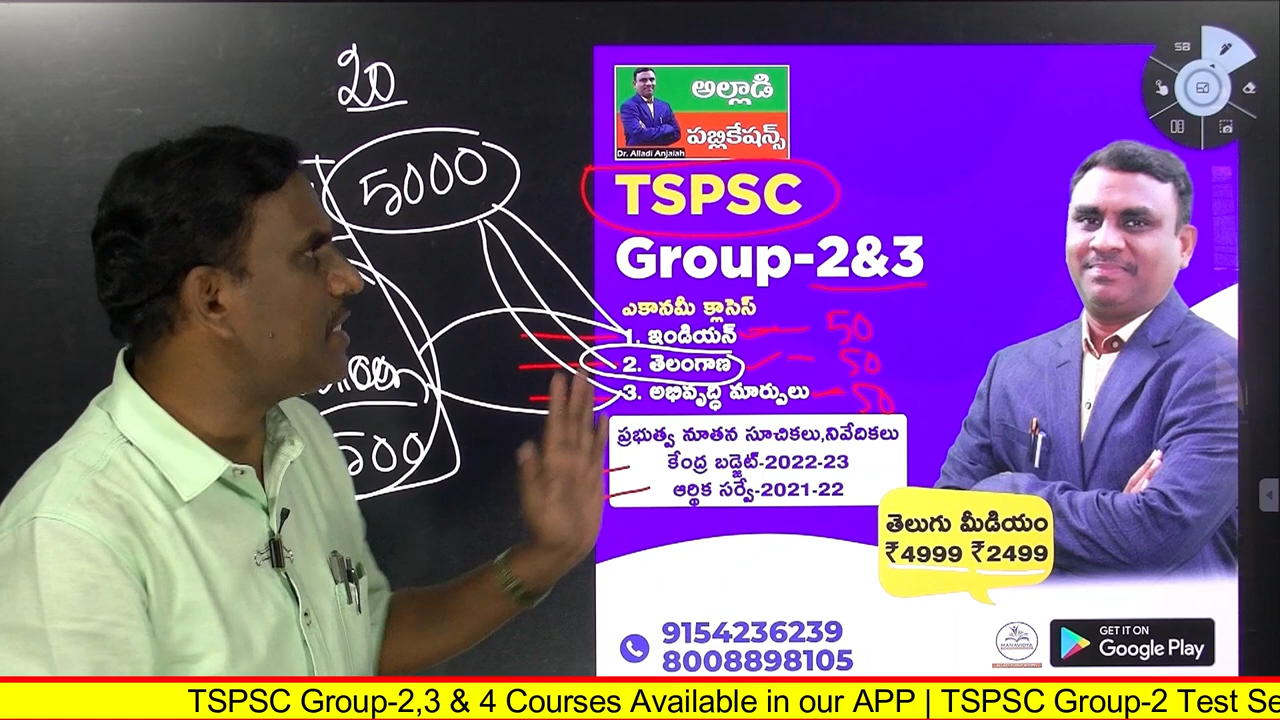 20
5000
500
అల్లాడి
పబ్లికేషన్స్
Dr. Alladi Anjaiah
TSPSC
Group-2&3
ఎకానమీ క్లాసెస్
1. ఇండియన్ 50
2. తెలంగాణ 50
3. అభివృద్ధి మార్పులు 50
ప్రభుత్వ నూతన సూచికలు,నివేదికలు
కేంద్ర బడ్జెట్-2022-23
ఆర్థిక సర్వే-2021-22
తెలుగు మీడియం
₹4999 ₹2499
9154236239
8008898105
MANAVIDYA
GET IT ON
Google Play
TSPSC Group-2,3 & 4 Courses Available in our APP | TSPSC Group-2 Test Se